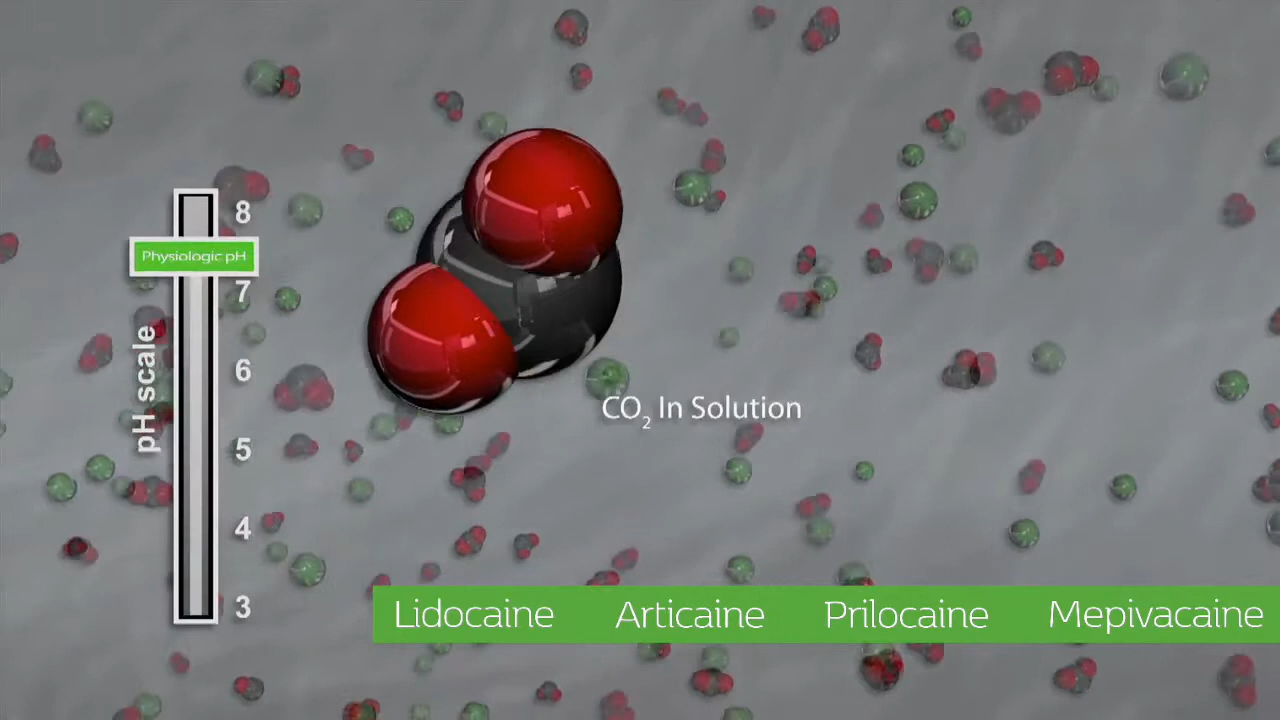 8
Physiologic pH
7
6
5
4
3
pH scale
CO₂ In Solution
Lidocaine Articaine Prilocaine Mepivacaine